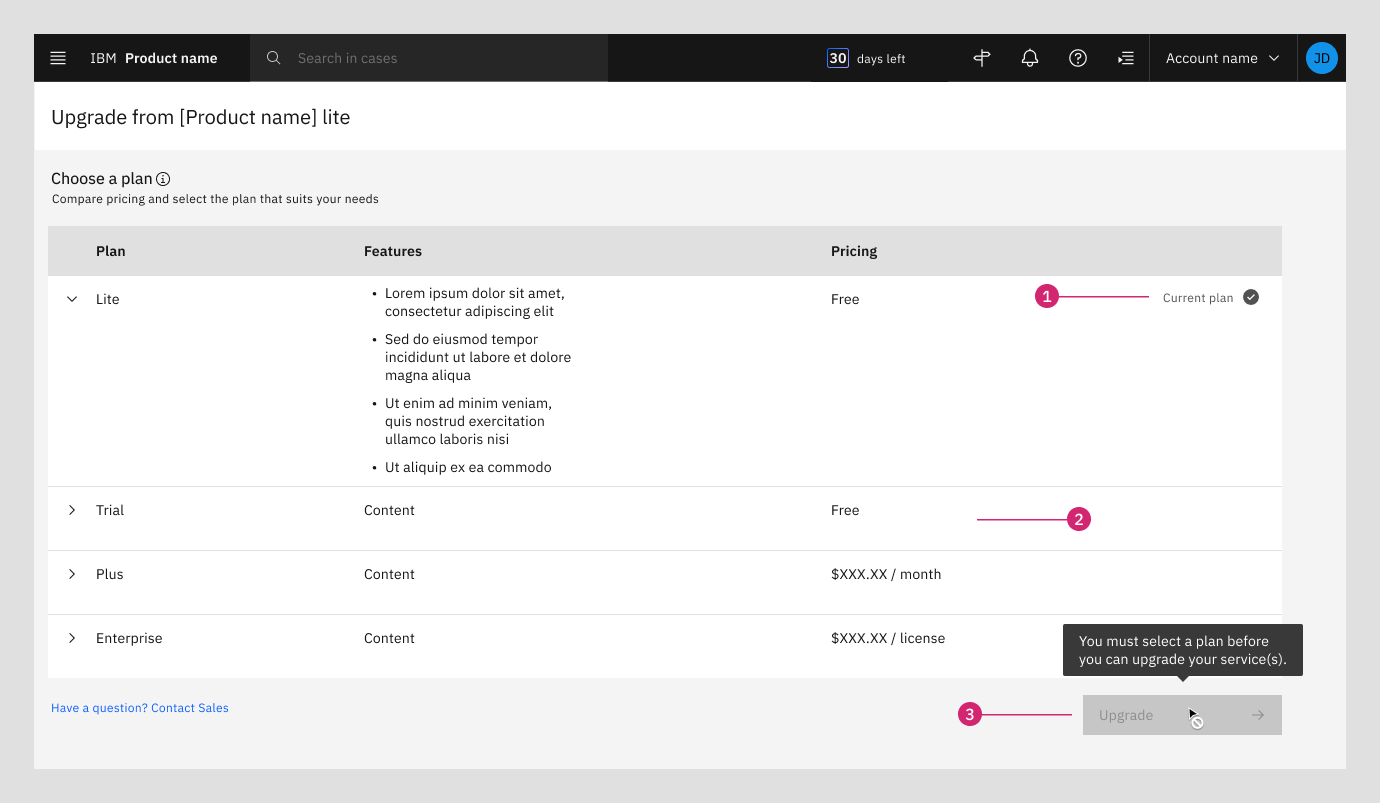 IBM Product name
Search in cases
30 days left
Account name
JD
Upgrade from [Product name] lite
Choose a plan
Compare pricing and select the plan that suits your needs
Plan Features Pricing
Lite
• Lorem ipsum dolor sit amet,
consectetur adipiscing elit
• Sed do eiusmod tempor
incididunt ut labore et dolore
magna aliqua
• Ut enim ad minim veniam,
quis nostrud exercitation
ullamco laboris nisi
• Ut aliquip ex ea commodo
Free
1
Current plan
Trial Content Free
2
Plus Content $XXX.XX / month
Enterprise Content $XXX.XX / license
You must select a plan before
you can upgrade your service(s).
Have a question? Contact Sales
3
Upgrade